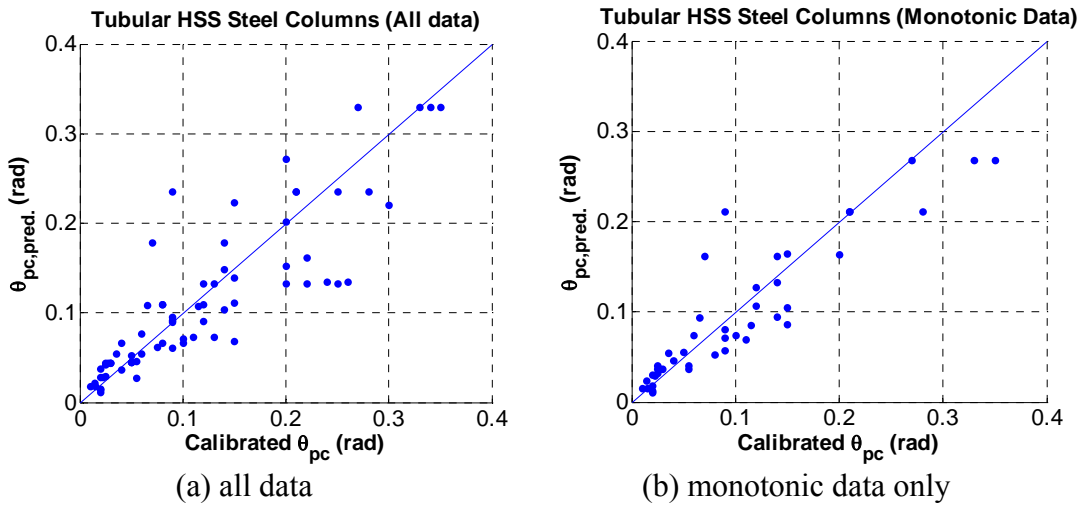 Tubular HSS Steel Columns (All data)
0.4
0.3
0.2
0.1
0
θpc,pred. (rad)
0 0.1 0.2 0.3 0.4
Calibrated θpc (rad)
(a) all data
Tubular HSS Steel Columns (Monotonic Data)
0.4
0.3
0.2
0.1
0
θpc,pred. (rad)
0 0.1 0.2 0.3 0.4
Calibrated θpc (rad)
(b) monotonic data only